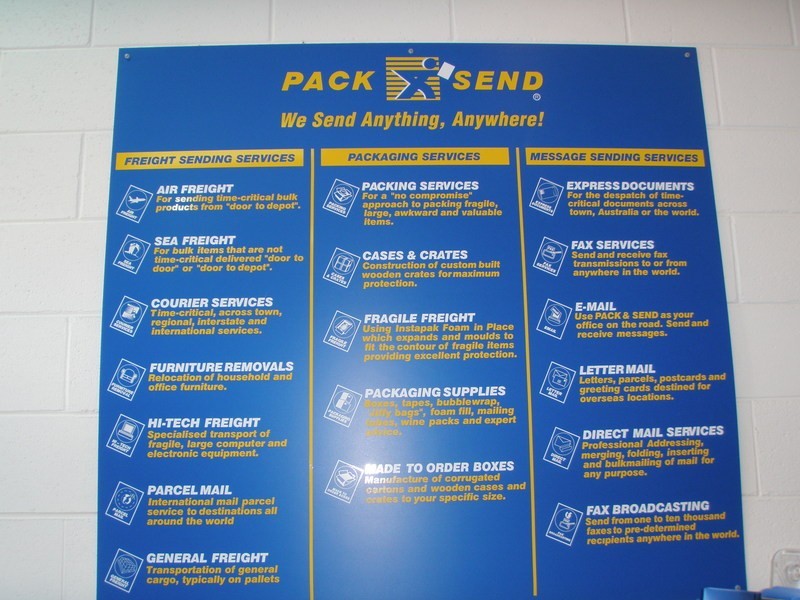 PACK SEND
We Send Anything, Anywhere!
FREIGHT SENDING SERVICES
AIR FREIGHT
For sending time-critical bulk
products from "door to depot".
SEA FREIGHT
For bulk items that are not
time-critical delivered "door to
door" or "door to depot".
COURIER SERVICES
Time-critical, across town,
regional, interstate and
international services.
FURNITURE REMOVALS
Relocation of household and
office furniture.
HI-TECH FREIGHT
Specialised transport of
fragile, large computer and
electronic equipment.
PARCEL MAIL
International mail parcel
service to destinations all
around the world
GENERAL FREIGHT
Transportation of general
cargo, typically on pallets
PACKAGING SERVICES
PACKING SERVICES
For a "no compromise"
approach to packing fragile,
large, awkward and valuable
items.
CASES & CRATES
Construction of custom built
wooden crates for maximum
protection.
FRAGILE FREIGHT
Using Instapak Foam in Place
which expands and moulds to
fit the contour of fragile items
providing excellent protection.
PACKAGING SUPPLIES
Boxes, tapes, bubblewrap,
"jiffy bags", foam fill, mailing
tubes, wine packs and expert
advice.
MADE TO ORDER BOXES
Manufacture of corrugated
cartons and wooden cases and
crates to your specific size.
MESSAGE SENDING SERVICES
EXPRESS DOCUMENTS
For the despatch of time-
critical documents across
town, Australia or the world.
FAX SERVICES
Send and receive fax
transmissions to or from
anywhere in the world.
E-MAIL
Use PACK & SEND as your
office on the road. Send and
receive messages.
LETTER MAIL
Letters, parcels, postcards and
greeting cards destined for
overseas locations.
DIRECT MAIL SERVICES
Professional Addressing,
merging, folding, inserting
and bulkmailing of mail for
any purpose.
FAX BROADCASTING
Send from one to ten thousand
faxes to pre-determined
recipients anywhere in the world.